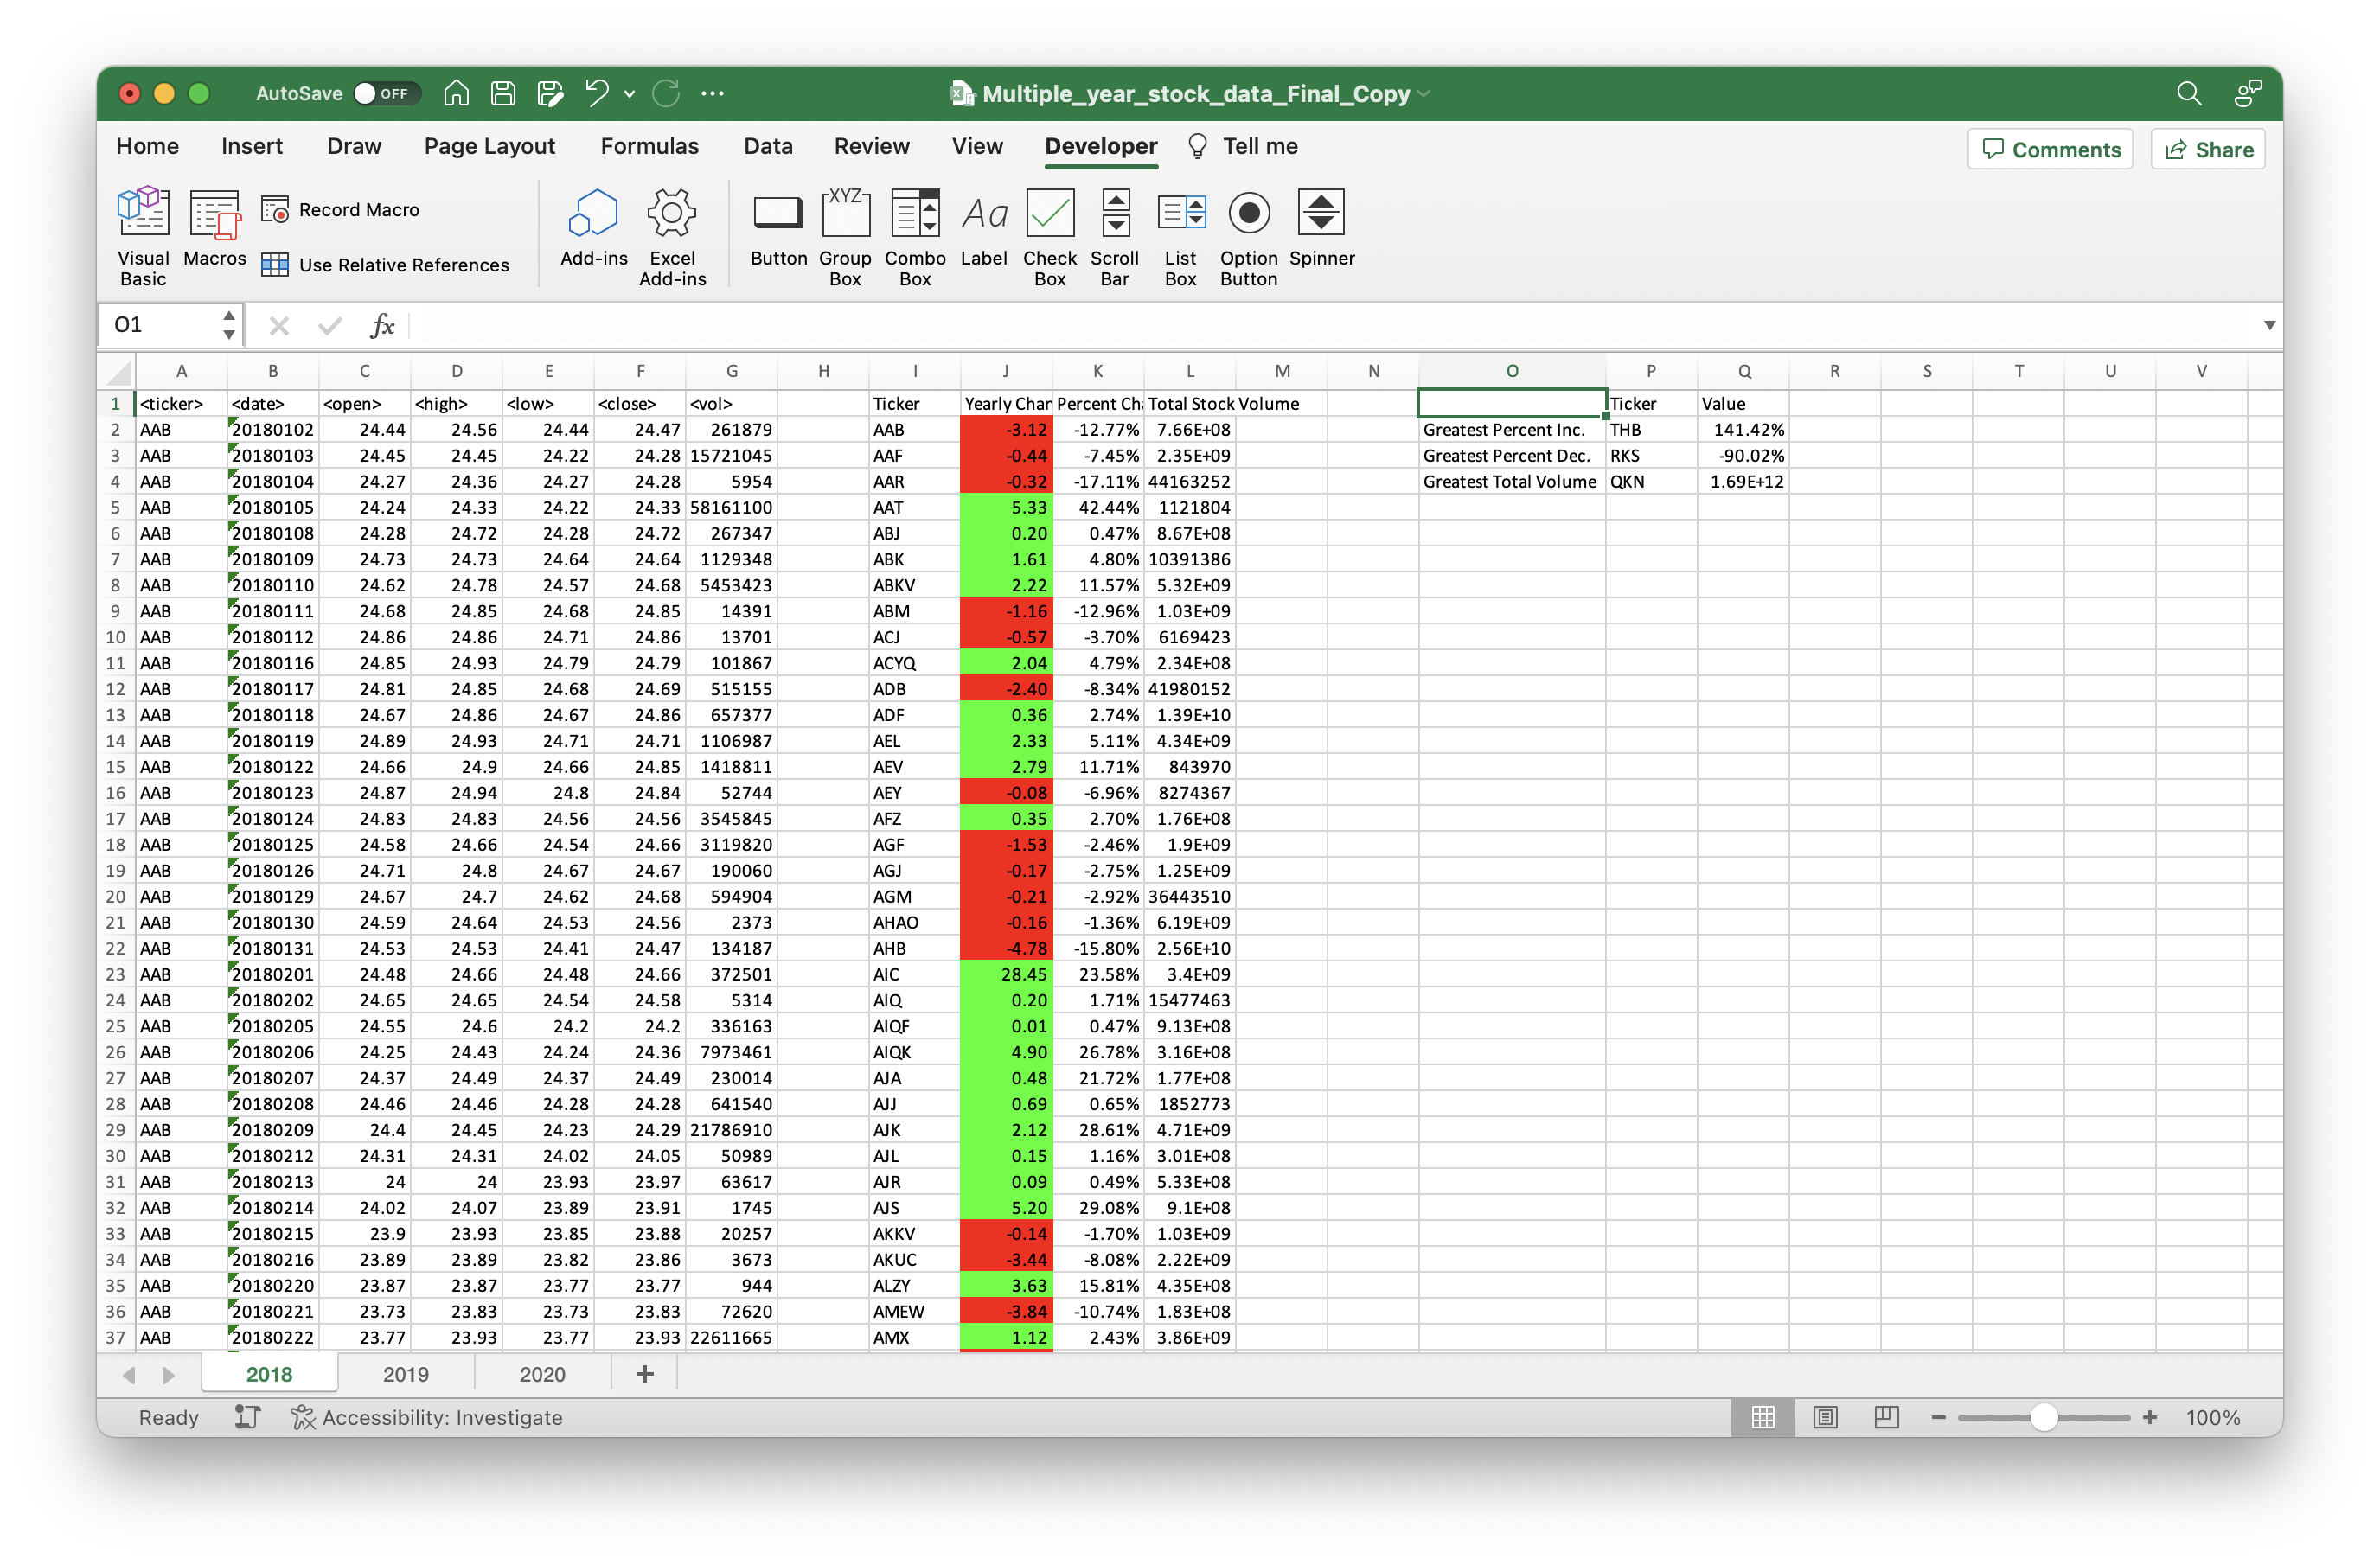 AutoSave OFF Multiple_year_stock_data_Final_Copy
Home Insert Draw Page Layout Formulas Data Review View Developer Tell me Comments Share
Visual Basic Macros Record Macro Use Relative References Add-ins Excel Add-ins Button XYZ Group Box Combo Box Aa Label Check Box Scroll Bar List Box Option Button Spinner
O1 fx
A B C D E F G H I J K L M N O P Q R S T U V
1 <ticker> <date> <open> <high> <low> <close> <vol> Ticker Yearly Char Percent Ch Total Stock Volume Ticker Value
2 AAB 20180102 24.44 24.56 24.44 24.47 261879 AAB -3.12 -12.77% 7.66E+08 Greatest Percent Inc. THB 141.42%
3 AAB 20180103 24.45 24.45 24.22 24.28 15721045 AAF -0.44 -7.45% 2.35E+09 Greatest Percent Dec. RKS -90.02%
4 AAB 20180104 24.27 24.36 24.27 24.28 5954 AAR -0.32 -17.11% 44163252 Greatest Total Volume QKN 1.69E+12
5 AAB 20180105 24.24 24.33 24.22 24.33 58161100 AAT 5.33 42.44% 1121804
6 AAB 20180108 24.28 24.72 24.28 24.72 267347 ABJ 0.20 0.47% 8.67E+08
7 AAB 20180109 24.73 24.73 24.64 24.64 1129348 ABK 1.61 4.80% 10391386
8 AAB 20180110 24.62 24.78 24.57 24.68 5453423 ABKV 2.22 11.57% 5.32E+09
9 AAB 20180111 24.68 24.85 24.68 24.85 14391 ABM -1.16 -12.96% 1.03E+09
10 AAB 20180112 24.86 24.86 24.71 24.86 13701 ACJ -0.57 -3.70% 6169423
11 AAB 20180116 24.85 24.93 24.79 24.79 101867 ACYQ 2.04 4.79% 2.34E+08
12 AAB 20180117 24.81 24.85 24.68 24.69 515155 ADB -2.40 -8.34% 41980152
13 AAB 20180118 24.67 24.86 24.67 24.86 657377 ADF 0.36 2.74% 1.39E+10
14 AAB 20180119 24.89 24.93 24.71 24.71 1106987 AEL 2.33 5.11% 4.34E+09
15 AAB 20180122 24.66 24.9 24.66 24.85 1418811 AEV 2.79 11.71% 843970
16 AAB 20180123 24.87 24.94 24.8 24.84 52744 AEY -0.08 -6.96% 8274367
17 AAB 20180124 24.83 24.83 24.56 24.56 3545845 AFZ 0.35 2.70% 1.76E+08
18 AAB 20180125 24.58 24.66 24.54 24.66 3119820 AGF -1.53 -2.46% 1.9E+09
19 AAB 20180126 24.71 24.8 24.67 24.67 190060 AGJ -0.17 -2.75% 1.25E+09
20 AAB 20180129 24.67 24.7 24.62 24.68 594904 AGM -0.21 -2.92% 36443510
21 AAB 20180130 24.59 24.64 24.53 24.56 2373 AHAO -0.16 -1.36% 6.19E+09
22 AAB 20180131 24.53 24.53 24.41 24.47 134187 AHB -4.78 -15.80% 2.56E+10
23 AAB 20180201 24.48 24.66 24.48 24.66 372501 AIC 28.45 23.58% 3.4E+09
24 AAB 20180202 24.65 24.65 24.54 24.58 5314 AIQ 0.20 1.71% 15477463
25 AAB 20180205 24.55 24.6 24.2 24.2 336163 AIQF 0.01 0.47% 9.13E+08
26 AAB 20180206 24.25 24.43 24.24 24.36 7973461 AIQK 4.90 26.78% 3.16E+08
27 AAB 20180207 24.37 24.49 24.37 24.49 230014 AJA 0.48 21.72% 1.77E+08
28 AAB 20180208 24.46 24.46 24.28 24.28 641540 AJJ 0.69 0.65% 1852773
29 AAB 20180209 24.4 24.45 24.23 24.29 21786910 AJK 2.12 28.61% 4.71E+09
30 AAB 20180212 24.31 24.31 24.02 24.05 50989 AJL 0.15 1.16% 3.01E+08
31 AAB 20180213 24 24 23.93 23.97 63617 AJR 0.09 0.49% 5.33E+08
32 AAB 20180214 24.02 24.07 23.89 23.91 1745 AJS 5.20 29.08% 9.1E+08
33 AAB 20180215 23.9 23.93 23.85 23.88 20257 AKKV -0.14 -1.70% 1.03E+09
34 AAB 20180216 23.89 23.89 23.82 23.86 3673 AKUC -3.44 -8.08% 2.22E+09
35 AAB 20180220 23.87 23.87 23.77 23.77 944 ALZY 3.63 15.81% 4.35E+08
36 AAB 20180221 23.73 23.83 23.73 23.83 72620 AMEW -3.84 -10.74% 1.83E+08
37 AAB 20180222 23.77 23.93 23.77 23.93 22611665 AMX 1.12 2.43% 3.86E+09
2018 2019 2020 +
Ready Accessibility: Investigate 100%